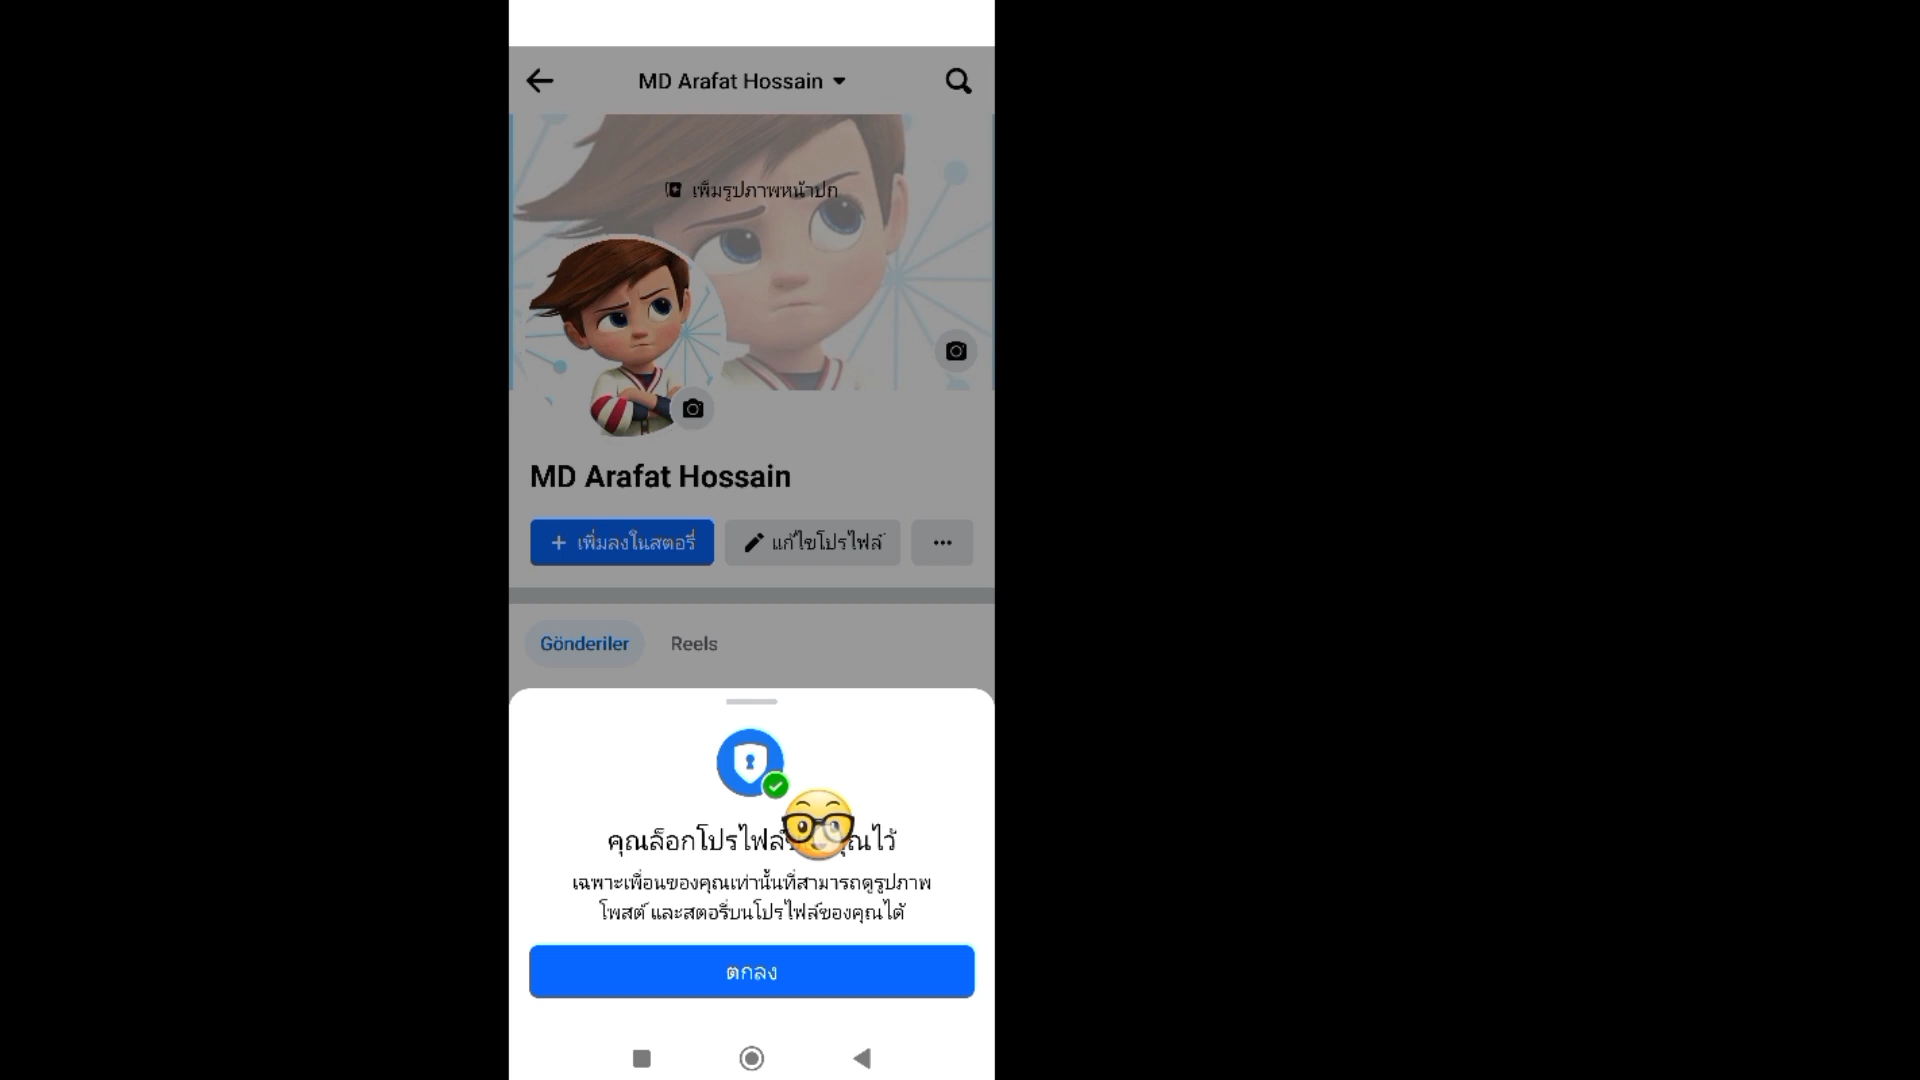 MD Arafat Hossain
เพิ่มรูปภาพหน้าปก
MD Arafat Hossain
+ เพิ่มลงในสตอรี่
แก้ไขโปรไฟล์
Gönderiler
Reels
คุณล็อกโปรไฟล์ คุณไว้
เฉพาะเพื่อนของคุณเท่านั้นที่สามารถดูรูปภาพ
โพสต์ และสตอรี่บนโปรไฟล์ของคุณได้
ตกลง